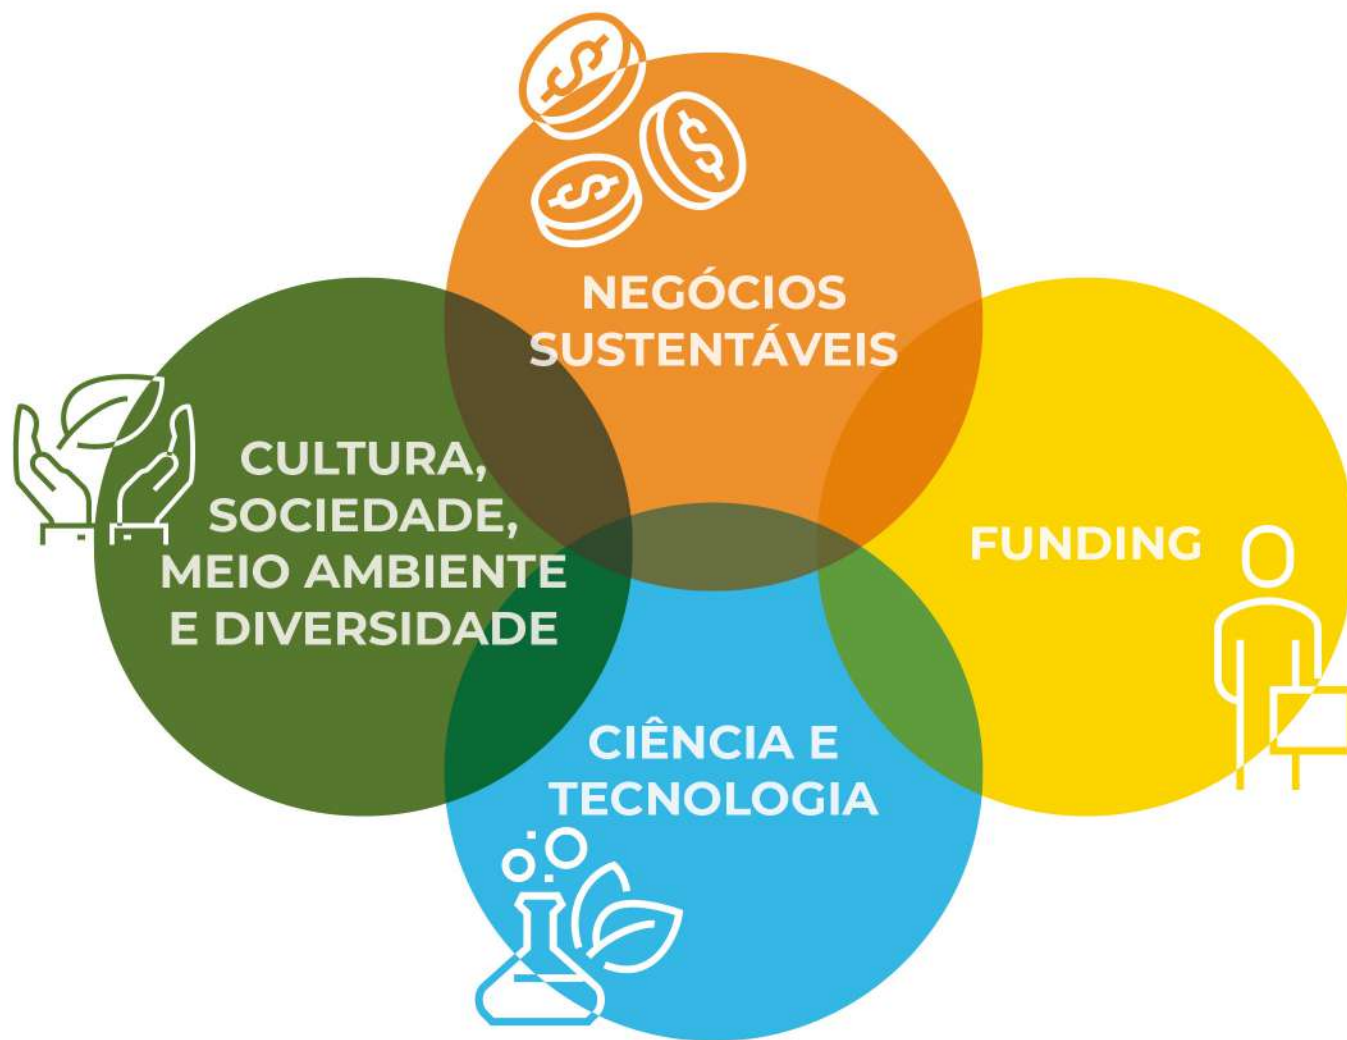 NEGÓCIOS
SUSTENTÁVEIS
CULTURA,
SOCIEDADE,
MEIO AMBIENTE
E DIVERSIDADE
FUNDING
CIÊNCIA E
TECNOLOGIA